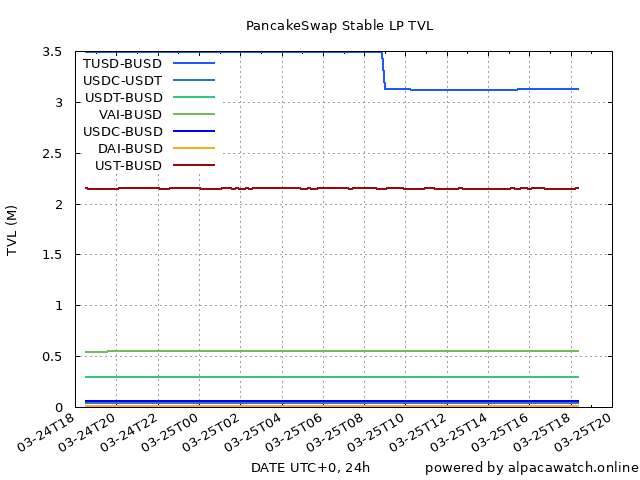 PancakeSwap Stable LP TVL
3.5
3
2.5
2
1.5
1
0.5
0
TVL (M)
TUSD-BUSD
USDC-USDT
USDT-BUSD
VAI-BUSD
USDC-BUSD
DAI-BUSD
UST-BUSD
03-24T18
03-24T20
03-24T22
03-25T00
03-25T02
03-25T04
03-25T06
03-25T08
03-25T10
03-25T12
03-25T14
03-25T16
03-25T18
03-25T20
DATE UTC+0, 24h
powered by alpacawatch.online